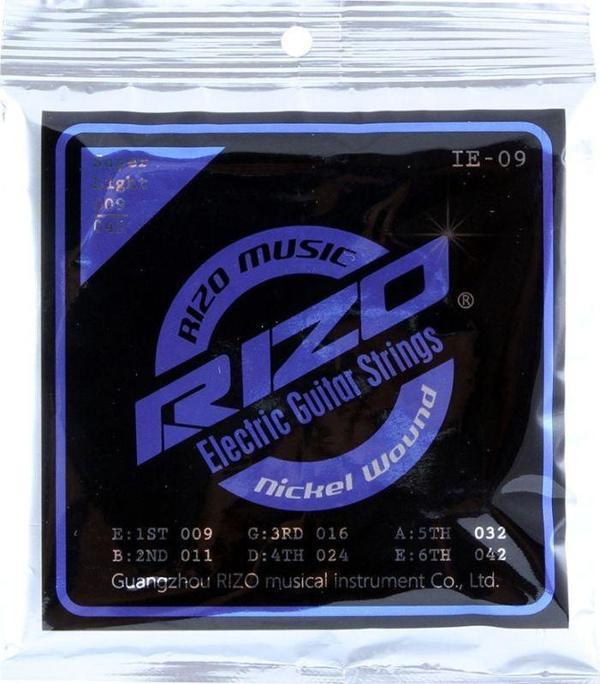 Super
Light
009
042
IE-09
RIZO MUSIC
RIZO
®
Electric Guitar Strings
Nickel Wound
E:1ST 009 G:3RD 016 A:5TH 032
B:2ND 011 D:4TH 024 E:6TH 042
Guangzhou RIZO musical instrument Co., Ltd.